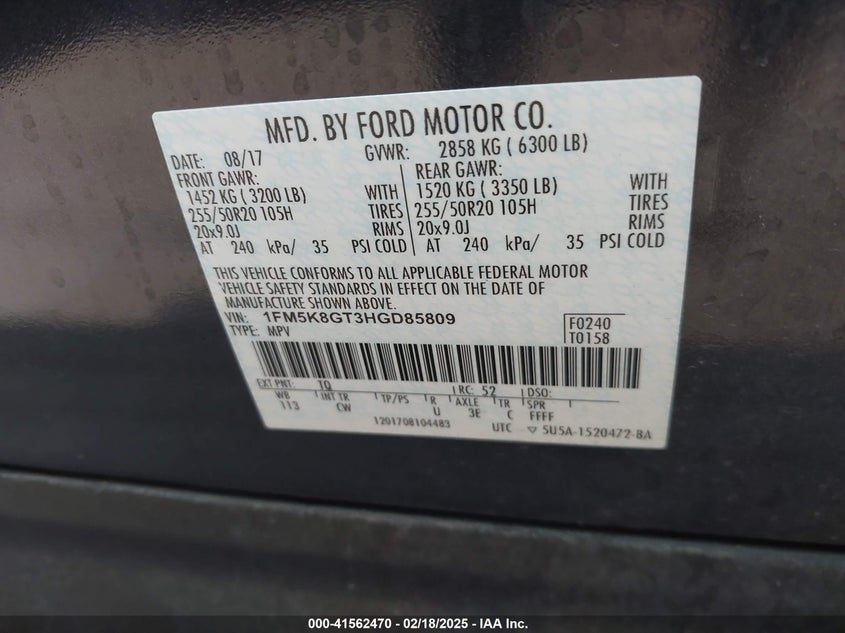 MFD. BY FORD MOTOR CO.
DATE: 08/17 GVWR: 2858 KG ( 6300 LB)
FRONT GAWR: REAR GAWR:
1452 KG ( 3200 LB) WITH 1520 KG ( 3350 LB) WITH
255/50R20 105H TIRES 255/50R20 105H TIRES
20x9.0J RIMS 20x9.0J RIMS
AT 240 kPa/ 35 PSI COLD AT 240 kPa/ 35 PSI COLD
THIS VEHICLE CONFORMS TO ALL APPLICABLE FEDERAL MOTOR
VEHICLE SAFETY STANDARDS IN EFFECT ON THE DATE OF
MANUFACTURE SHOWN ABOVE.
VIN: 1FM5K8GT3HGD85809 F0240
TYPE: MPV T0158
EXT PNT: TQ RC: 52 DSO:
WB INT TR TP/PS R AXLE TR SPR
113 CW U 3E C FFFF
1201708104483 UTC ▽ 5U5A-1520472-BA
000-41562470 - 02/18/2025 - IAA Inc.